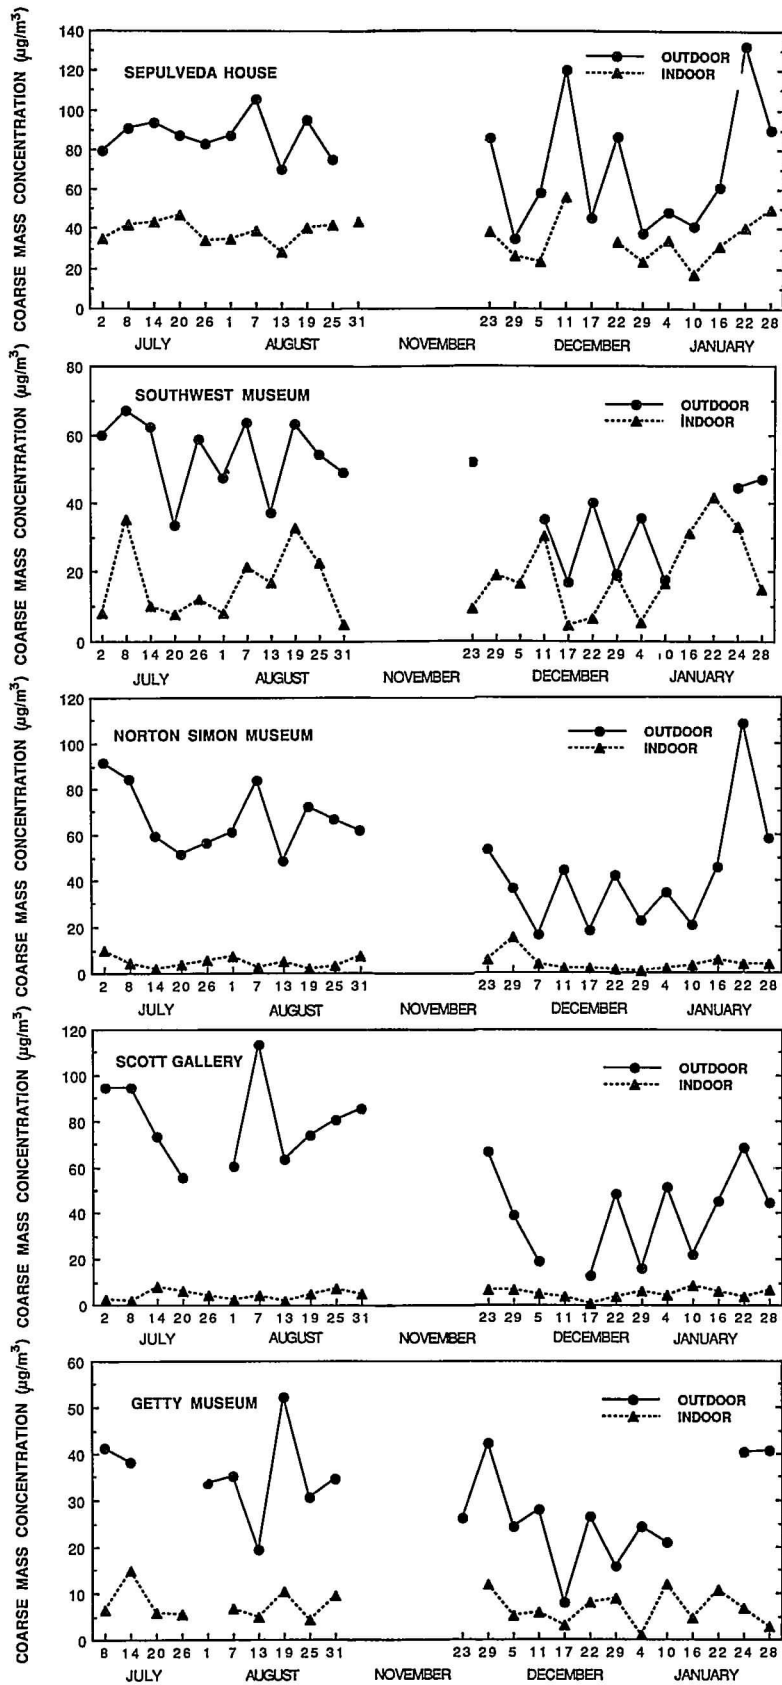 COARSE MASS CONCENTRATION (μg/m³)
140
120
100
80
60
40
20
0
SEPULVEDA HOUSE
OUTDOOR
INDOOR
2 8 14 20 26 1 7 13 19 25 31 23 29 5 11 17 22 29 4 10 16 22 28
JULY AUGUST NOVEMBER DECEMBER JANUARY
COARSE MASS CONCENTRATION (μg/m³)
80
60
40
20
0
SOUTHWEST MUSEUM
OUTDOOR
INDOOR
2 8 14 20 26 1 7 13 19 25 31 23 29 5 11 17 22 29 4 10 16 22 24 28
JULY AUGUST NOVEMBER DECEMBER JANUARY
COARSE MASS CONCENTRATION (μg/m³)
120
100
80
60
40
20
0
NORTON SIMON MUSEUM
OUTDOOR
INDOOR
2 8 14 20 26 1 7 13 19 25 31 23 29 7 11 17 22 29 4 10 16 22 28
JULY AUGUST NOVEMBER DECEMBER JANUARY
COARSE MASS CONCENTRATION (μg/m³)
120
100
80
60
40
20
0
SCOTT GALLERY
OUTDOOR
INDOOR
2 8 14 20 26 1 7 13 19 25 31 23 29 5 11 17 22 29 4 10 16 22 28
JULY AUGUST NOVEMBER DECEMBER JANUARY
COARSE MASS CONCENTRATION (μg/m³)
60
50
40
30
20
10
0
GETTY MUSEUM
OUTDOOR
INDOOR
8 14 20 26 1 7 13 19 25 31 23 29 5 11 17 22 29 4 10 16 22 24 28
JULY AUGUST NOVEMBER DECEMBER JANUARY